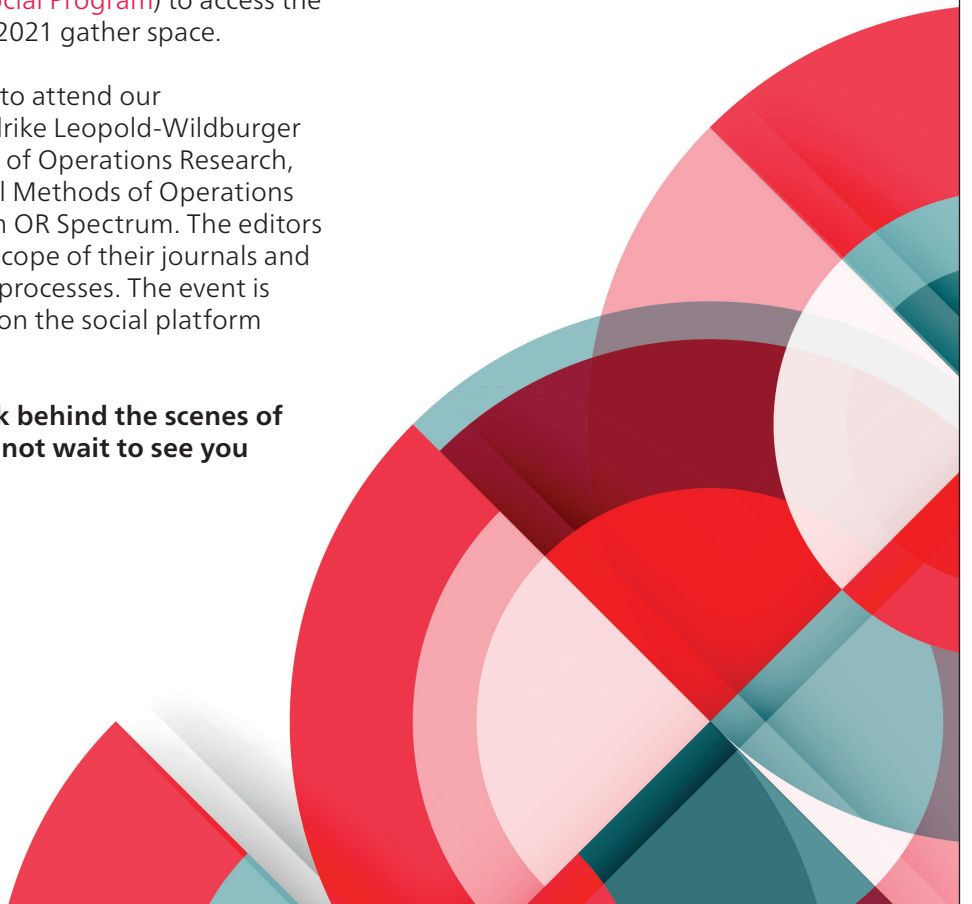 cial Program) to access the
2021 gather space.
to attend our
lrike Leopold-Wildburger
of Operations Research,
l Methods of Operations
n OR Spectrum. The editors
cope of their journals and
processes. The event is
on the social platform
k behind the scenes of
not wait to see you